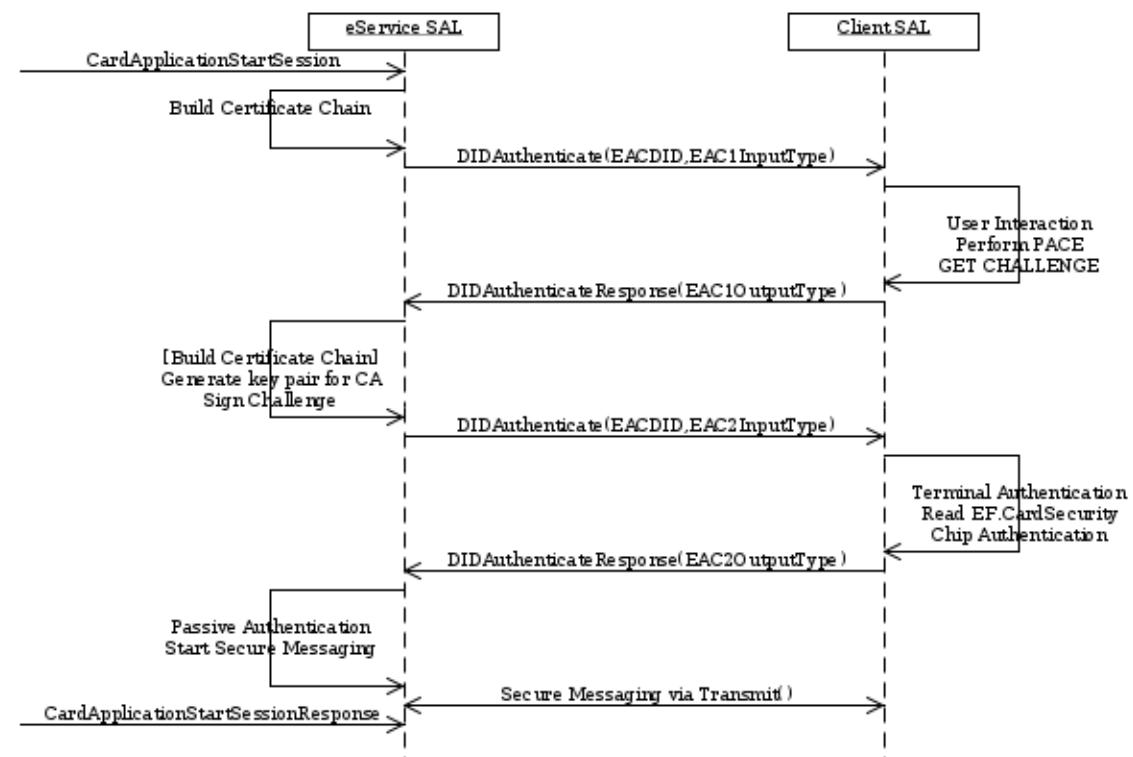 eService SAL
Client SAL
CardApplicationStartSession
Build Certificate Chain
DIDAuthenticate(EACDID,EAC1InputType)
User Interaction
Perform PACE
GET CHALLENGE
DIDAuthenticateResponse(EAC1OutputType)
[Build Certificate Chain]
Generate key pair for CA
Sign Challenge
DIDAuthenticate(EACDID,EAC2InputType)
Terminal Authentication
Read EF.CardSecurity
Chip Authentication
DIDAuthenticateResponse(EAC2OutputType)
Passive Authentication
Start Secure Messaging
Secure Messaging via Transmit()
CardApplicationStartSessionResponse